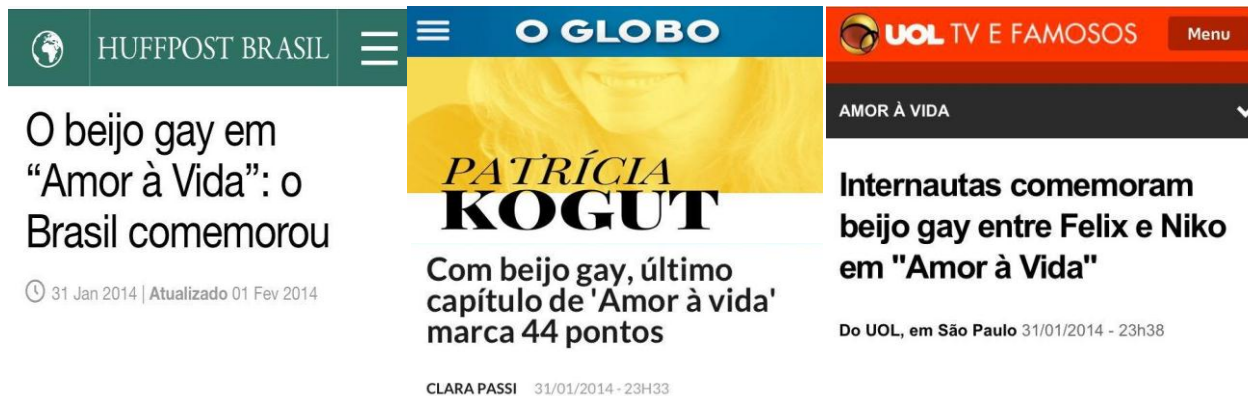 HUFFPOST BRASIL
O beijo gay em
“Amor à Vida”: o
Brasil comemorou
31 Jan 2014 | Atualizado 01 Fev 2014
O GLOBO
PATRÍCIA
KOGUT
Com beijo gay, último
capítulo de 'Amor à vida'
marca 44 pontos
CLARA PASSI 31/01/2014 - 23H33
UOL TV E FAMOSOS
Menu
AMOR À VIDA
Internautas comemoram
beijo gay entre Felix e Niko
em "Amor à Vida"
Do UOL, em São Paulo 31/01/2014 - 23h38